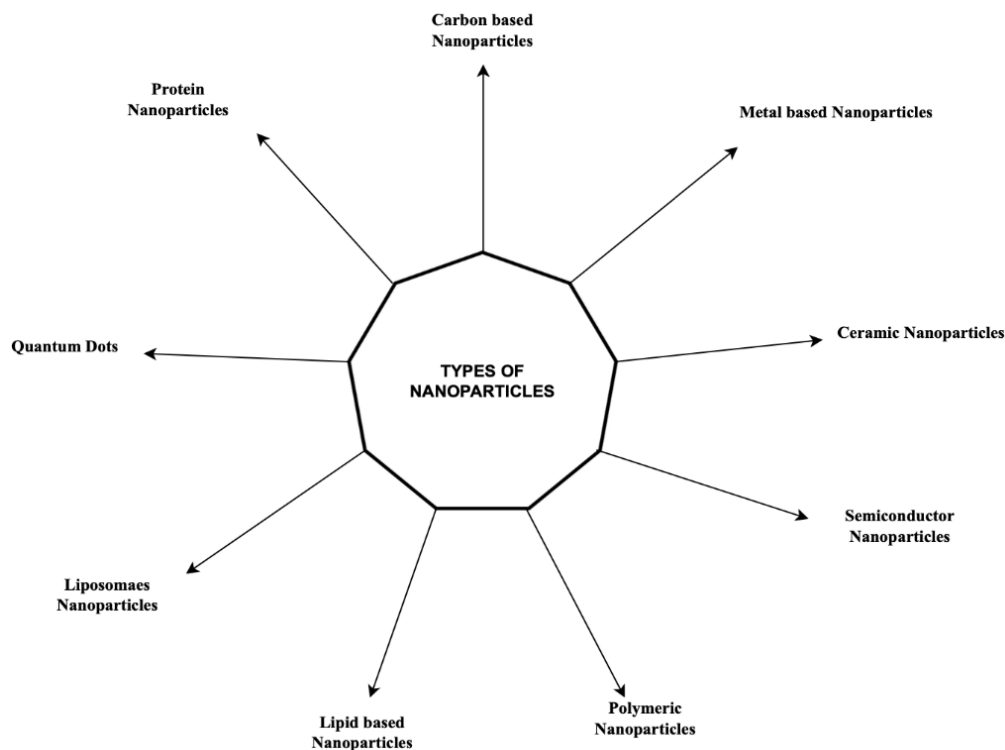 Carbon based
Nanoparticles
Protein
Nanoparticles
Metal based Nanoparticles
Quantum Dots
Ceramic Nanoparticles
TYPES OF
NANOPARTICLES
Semiconductor
Nanoparticles
Liposomaes
Nanoparticles
Lipid based
Nanoparticles
Polymeric
Nanoparticles